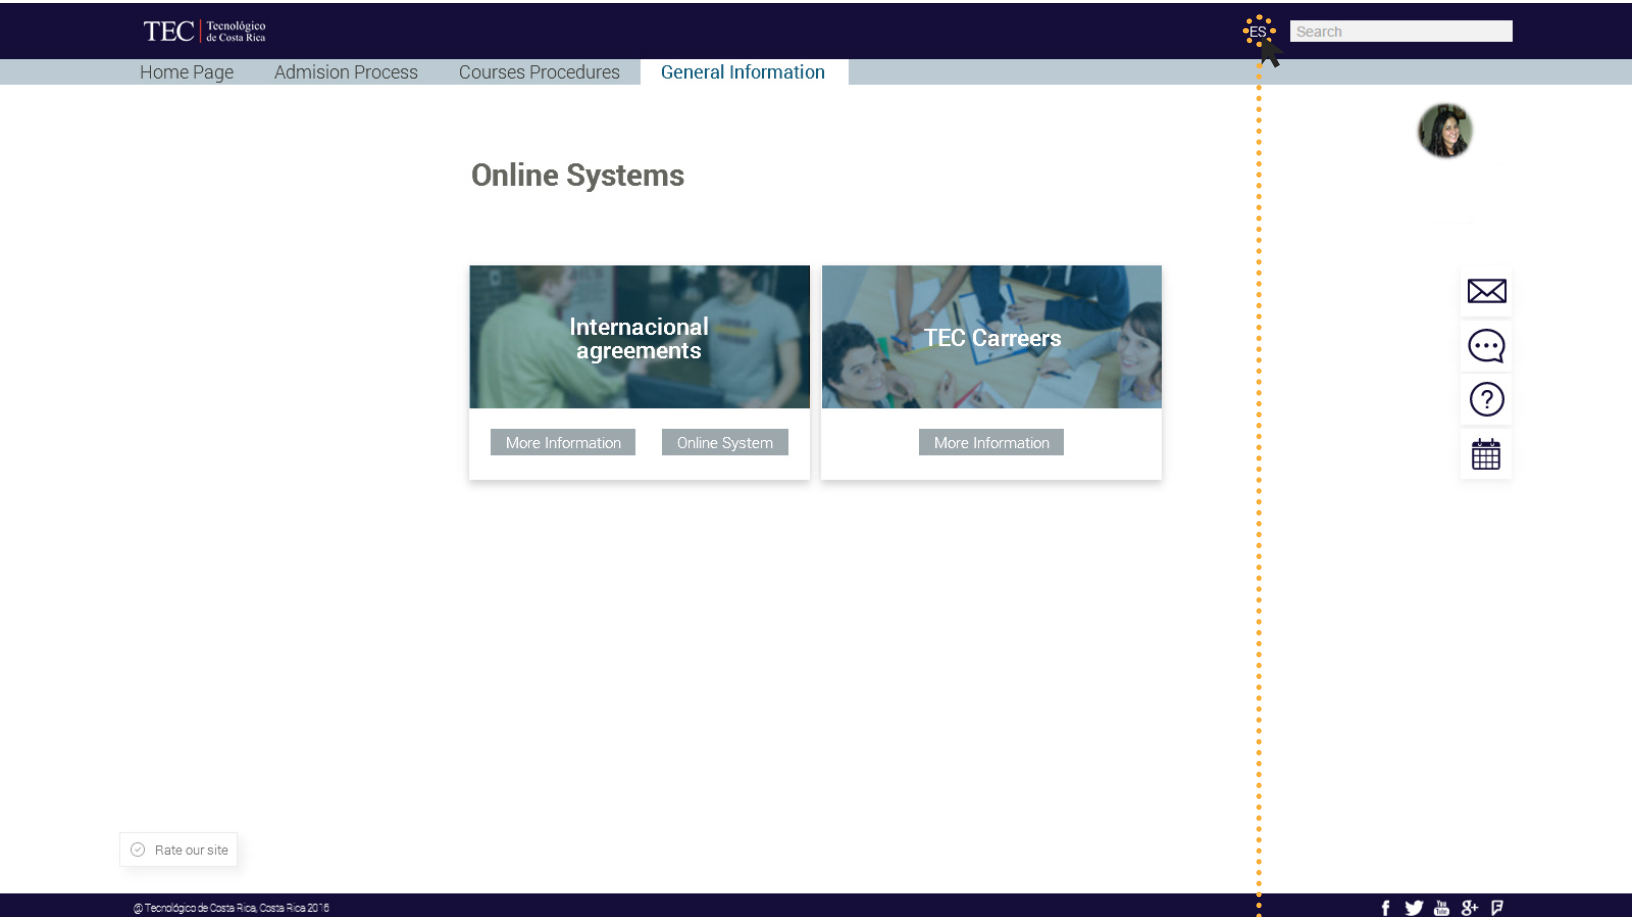 TEC | Tecnológico
de Costa Rica
ES
Search
Home Page
Admision Process
Courses Procedures
General Information
Online Systems
Internacional
agreements
TEC Carreers
More Information
Online System
More Information
Rate our site
@ Tecnológico de Costa Rica, Costa Rica 2016